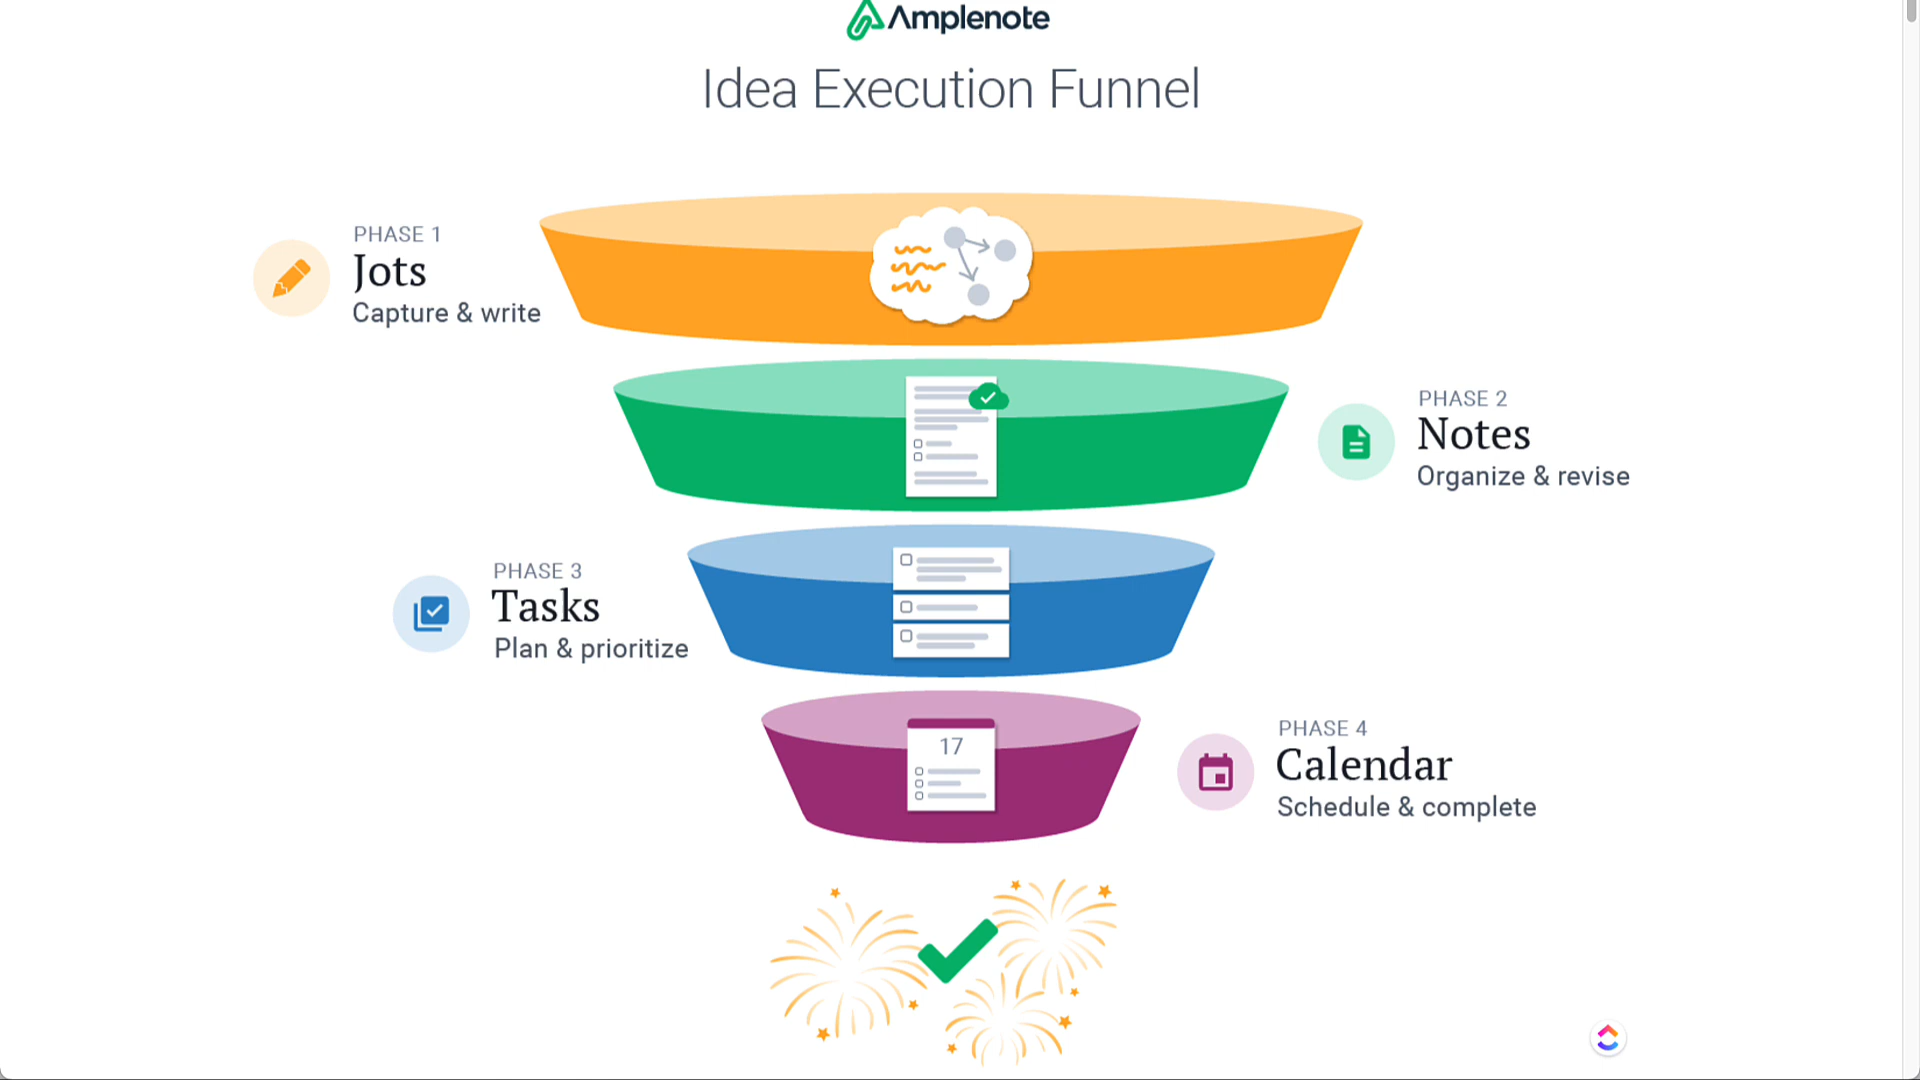 Amplenote
Idea Execution Funnel
PHASE 1
Jots
Capture & write
PHASE 2
Notes
Organize & revise
PHASE 3
Tasks
Plan & prioritize
17
PHASE 4
Calendar
Schedule & complete